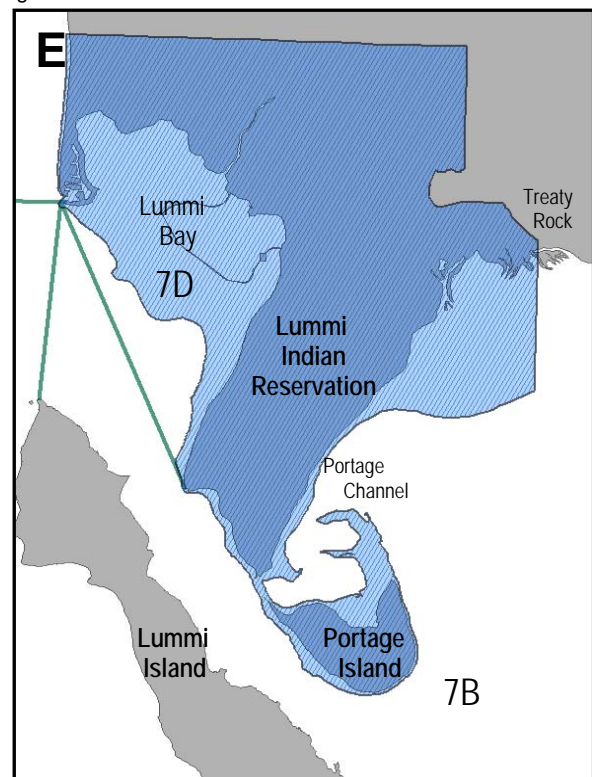 E
Treaty
Rock
Lummi
Bay
7D
Lummi
Indian
Reservation
Portage
Channel
Lummi
Island
Portage
Island
7B